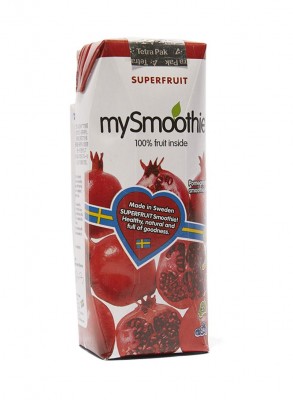 Tetra Pak
SUPERFRUIT
mySmoothie
100% fruit inside
Made in Sweden
SUPERFRUIT Smoothie!
Healthy, natural and
full of goodness.